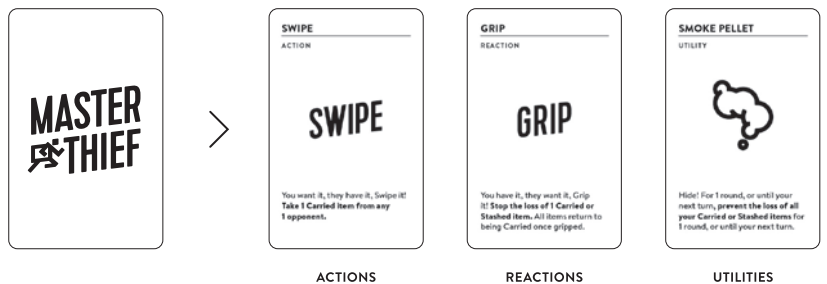 MASTER
THIEF
SWIPE
ACTION
SWIPE
You want it, they have it, Swipe it!
Take 1 Carried item from any
1 opponent.
ACTIONS
GRIP
REACTION
GRIP
You have it, they want it, Grip
it! Stop the loss of 1 Carried or
Stashed item. All items return to
being Carried once gripped.
REACTIONS
SMOKE PELLET
UTILITY
Hide! For 1 round, or until your
next turn, prevent the loss of all
your Carried or Stashed items for
1 round, or until your next turn.
UTILITIES